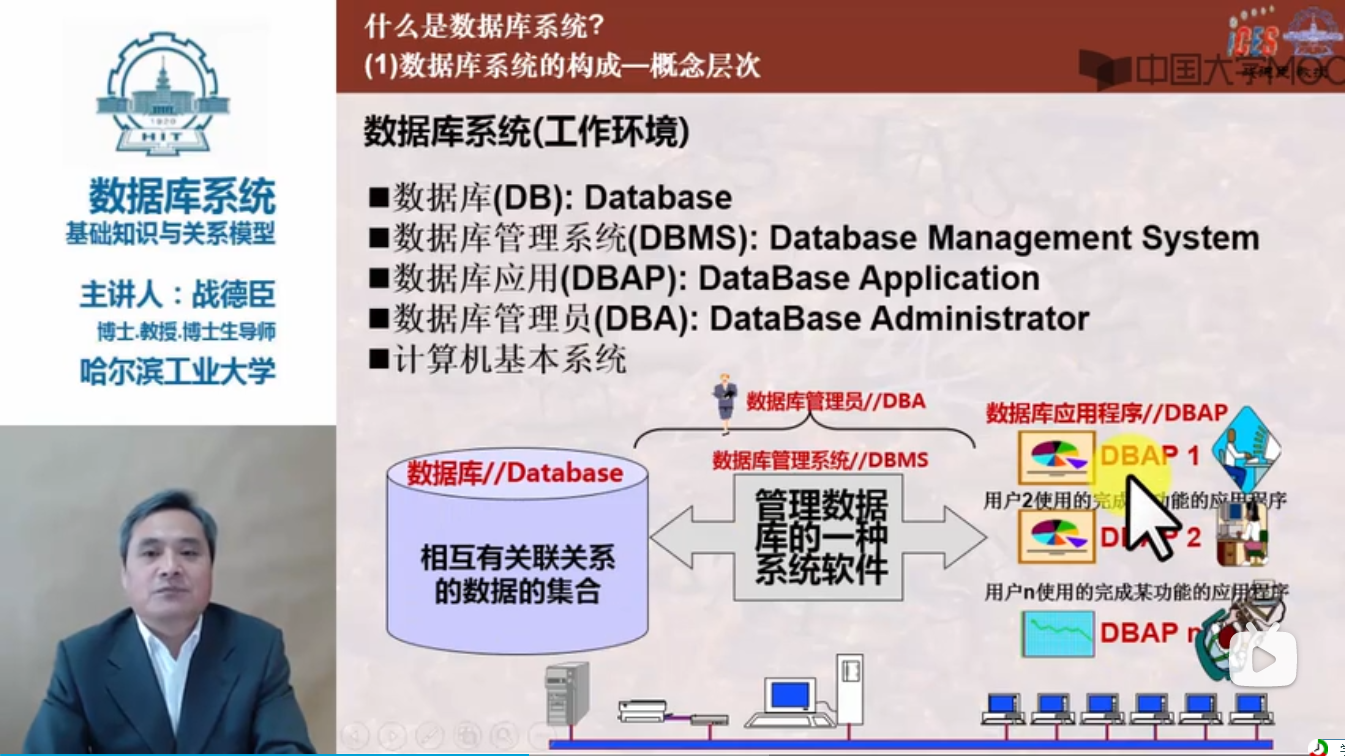 什么是数据库系统?
(1)数据库系统的构成—概念层次
中国大学MOOC
1920
HIT
数据库系统
基础知识与关系模型
主讲人：战德臣
博士.教授.博士生导师
哈尔滨工业大学
数据库系统(工作环境)
■数据库(DB): Database
■数据库管理系统(DBMS): Database Management System
■数据库应用(DBAP): DataBase Application
■数据库管理员(DBA): DataBase Administrator
■计算机基本系统
数据库管理员//DBA
数据库应用程序//DBAP
数据库//Database
数据库管理系统//DBMS
DBAP 1
管理数据
库的一种
系统软件
用户2使用的完成 功能的应用程序
相互有关联关系
的数据的集合
2
用户n使用的完成某功能的应用程序
DBAP n